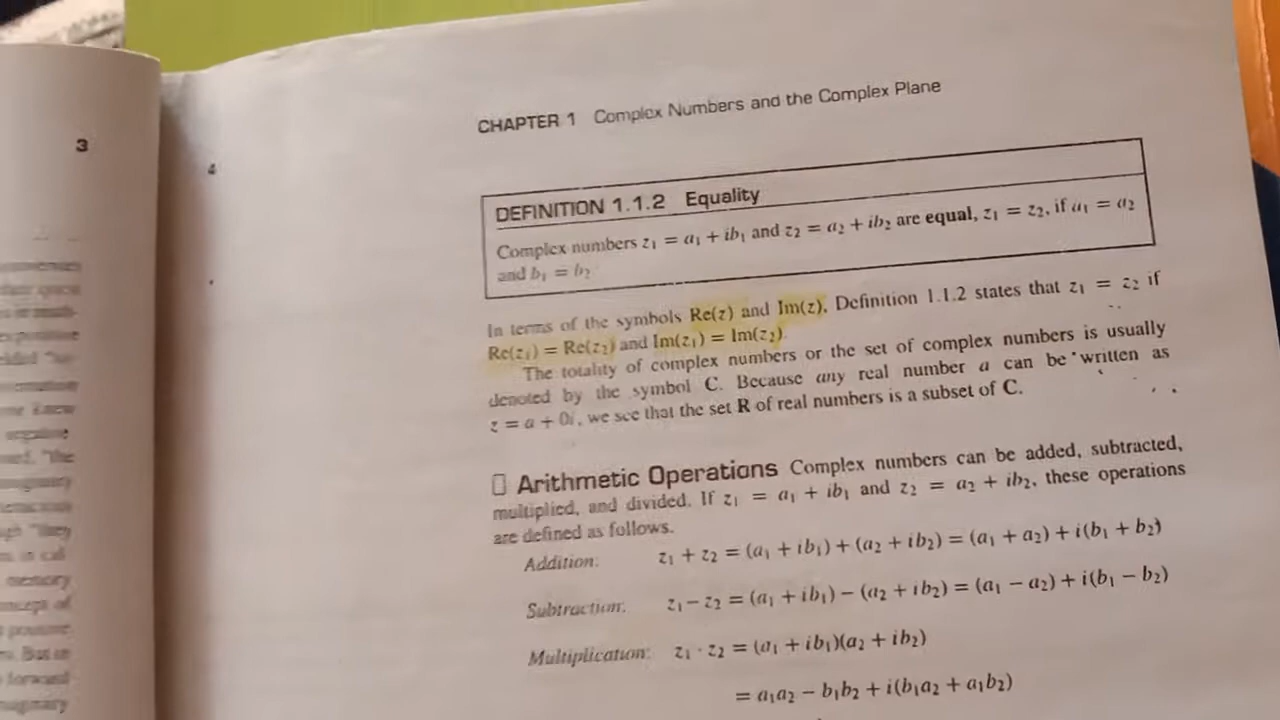 3
nough "they
memory
positive
But in
forward
4
CHAPTER 1 Complex Numbers and the Complex Plane
DEFINITION 1.1.2 Equality
Complex numbers z₁ = a₁ + ib₁ and z₂ = a₂ + ib₂ are equal, z₁ = z₂, if a₁ = a₂
and b₁ = b₂
In terms of the symbols Re(z) and Im(z), Definition 1.1.2 states that z₁ = z₂ if
Re(z₁) = Re(z₂) and Im(z₁) = Im(z₂).
The totality of complex numbers or the set of complex numbers is usually
denoted by the symbol C. Because any real number a can be written as
z = a + 0i, we see that the set R of real numbers is a subset of C.
Arithmetic Operations Complex numbers can be added, subtracted,
multiplied, and divided. If z₁ = a₁ + ib₁ and z₂ = a₂ + ib₂, these operations
are defined as follows.
Addition: z₁ + z₂ = (a₁ + ib₁) + (a₂ + ib₂) = (a₁ + a₂) + i(b₁ + b₂)
Subtraction: z₁ − z₂ = (a₁ + ib₁) − (a₂ + ib₂) = (a₁ − a₂) + i(b₁ − b₂)
Multiplication: z₁ · z₂ = (a₁ + ib₁)(a₂ + ib₂)
= a₁a₂ − b₁b₂ + i(b₁a₂ + a₁b₂)